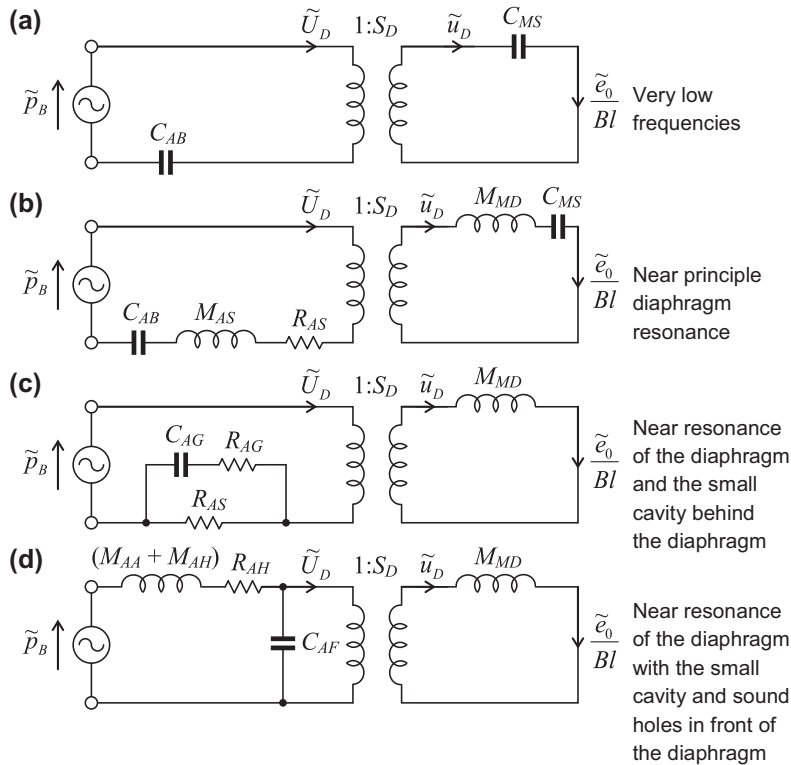 (a)
Ũ_D 1:S_D ũ_D C_MS
p̃_B C_AB ẽ_0/Bl
Very low
frequencies
(b)
Ũ_D 1:S_D ũ_D M_MD C_MS
p̃_B C_AB M_AS R_AS ẽ_0/Bl
Near principle
diaphragm
resonance
(c)
Ũ_D 1:S_D ũ_D M_MD
p̃_B C_AG R_AG R_AS ẽ_0/Bl
Near resonance
of the diaphragm
and the small
cavity behind
the diaphragm
(d)
(M_AA + M_AH) R_AH Ũ_D 1:S_D ũ_D M_MD
p̃_B C_AF ẽ_0/Bl
Near resonance
of the diaphragm
with the small
cavity and sound
holes in front of
the diaphragm